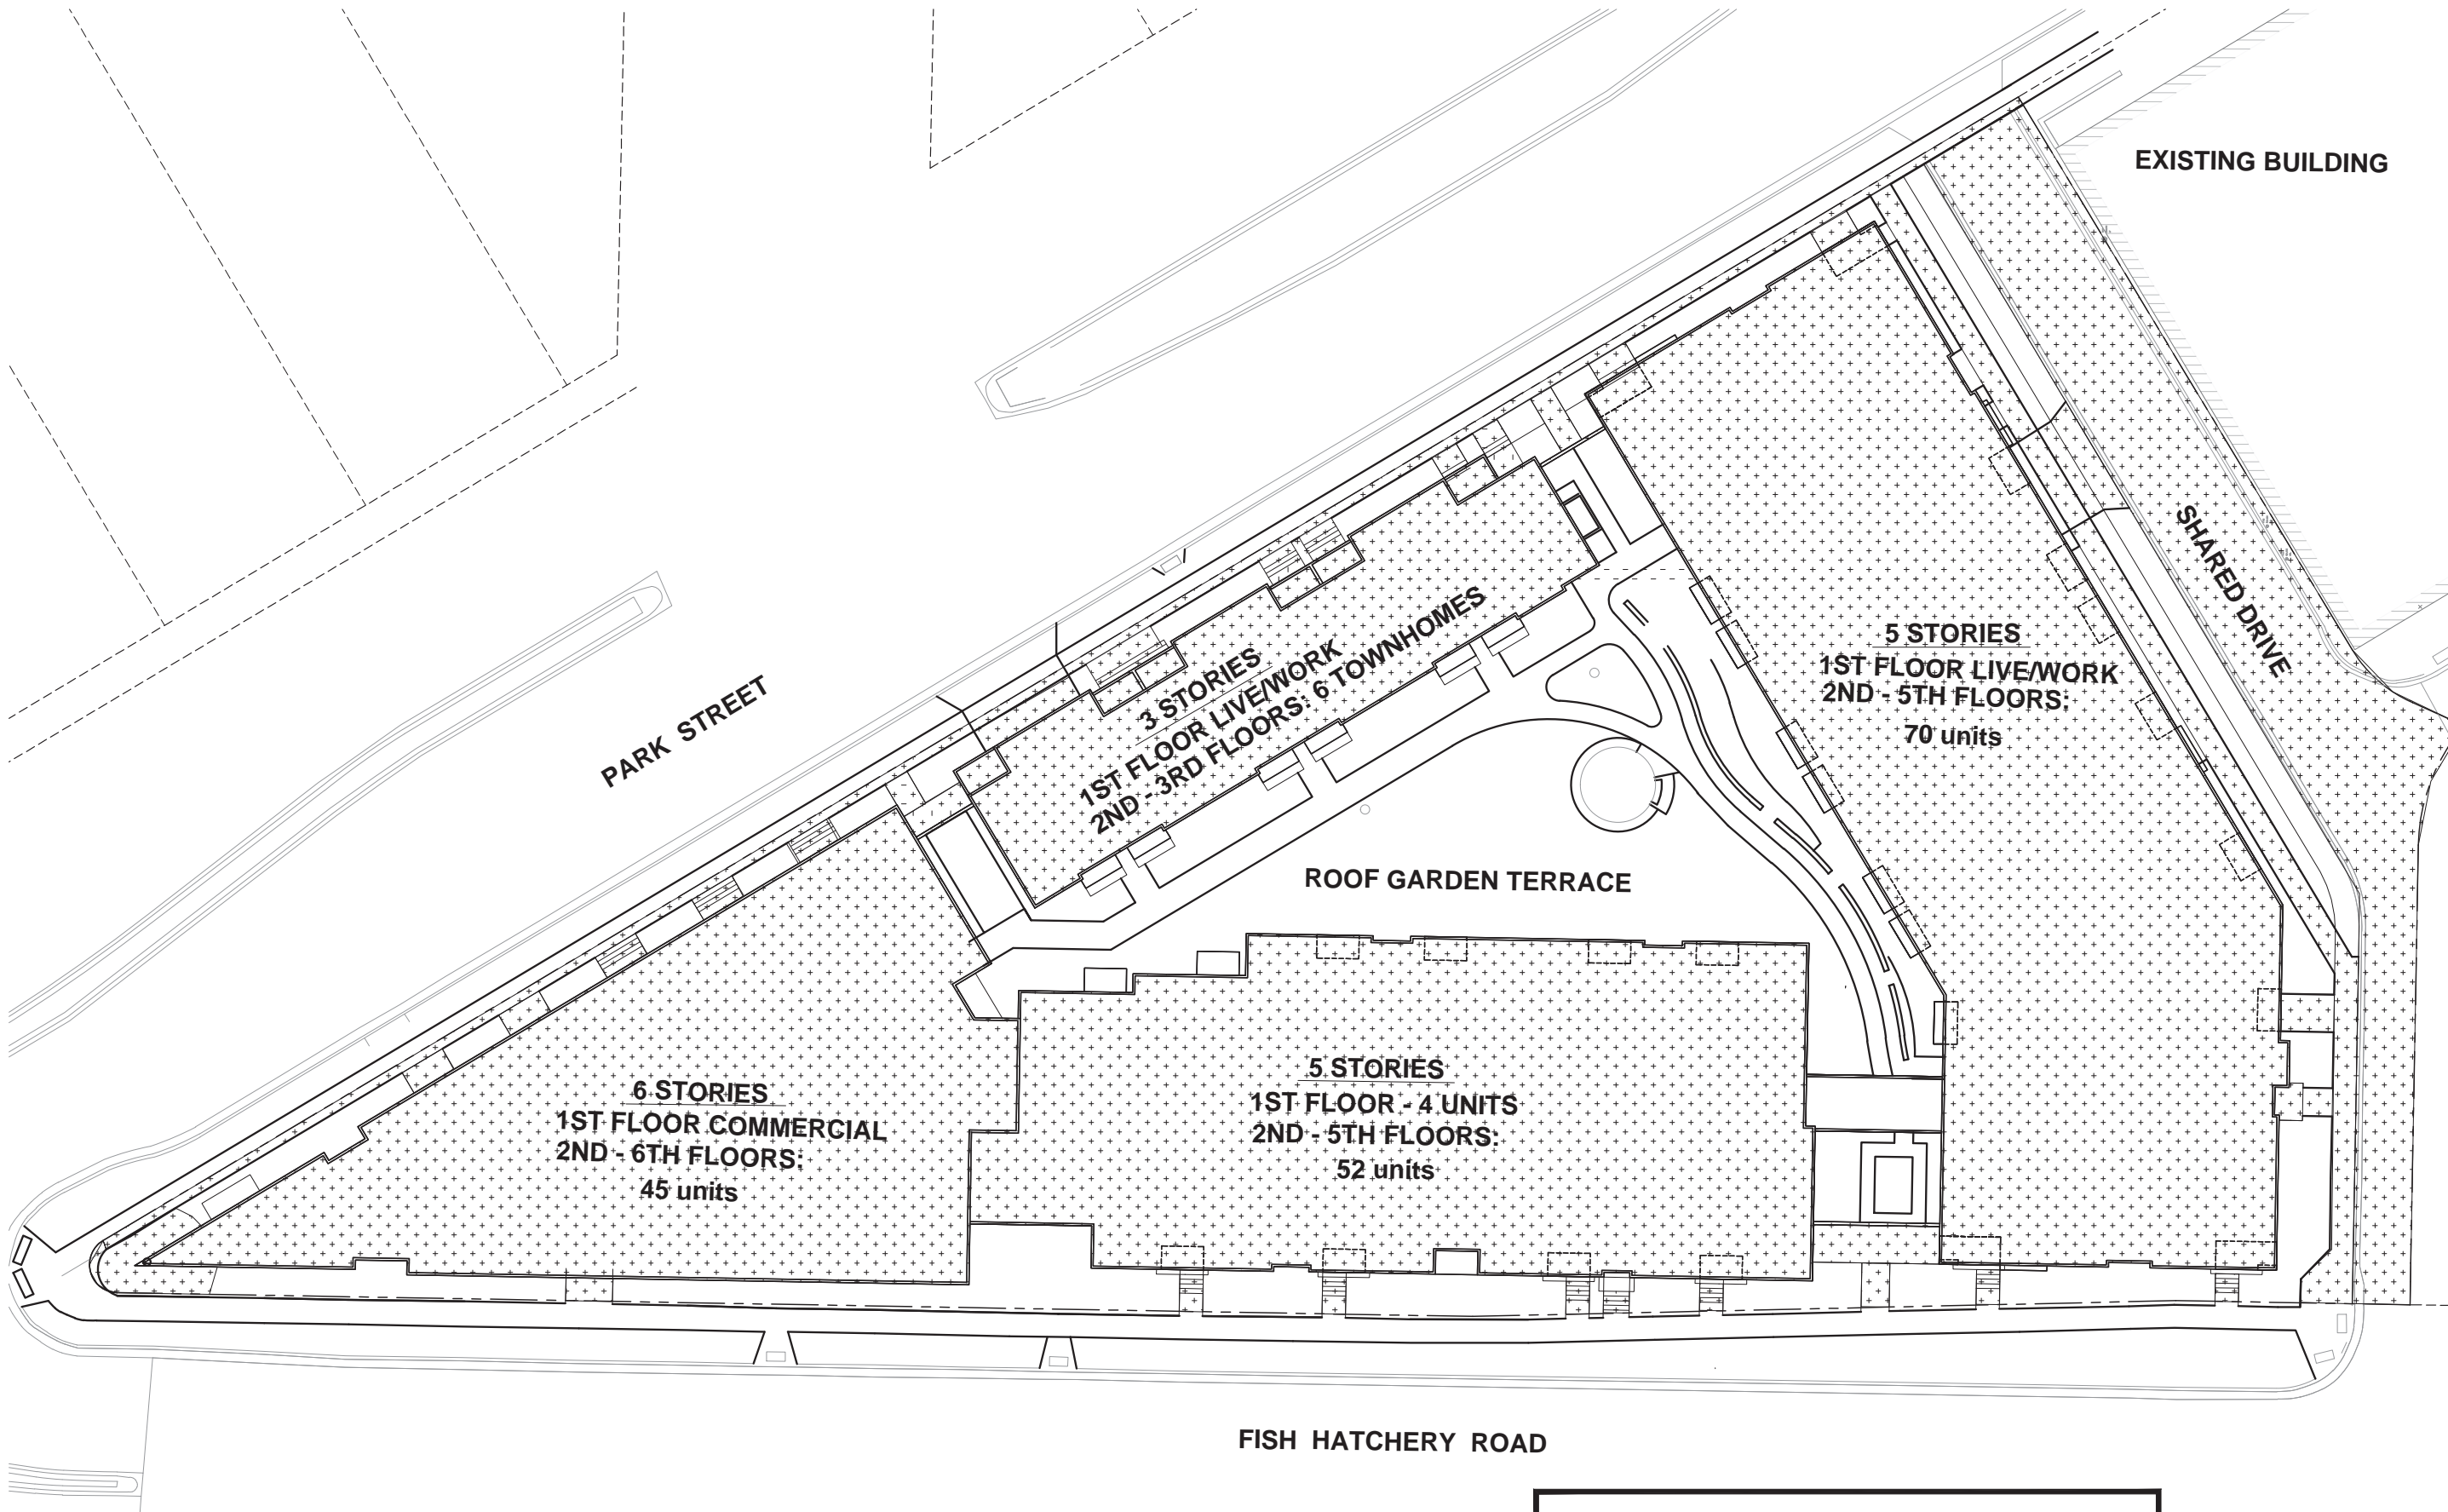 EXISTING BUILDING
SHARED DRIVE
PARK STREET
3 STORIES
1ST FLOOR LIVE/WORK
2ND - 3RD FLOORS: 6 TOWNHOMES
5 STORIES
1ST FLOOR LIVE/WORK
2ND - 5TH FLOORS:
70 units
ROOF GARDEN TERRACE
6 STORIES
1ST FLOOR COMMERCIAL
2ND - 6TH FLOORS:
45 units
5 STORIES
1ST FLOOR - 4 UNITS
2ND - 5TH FLOORS:
52 units
FISH HATCHERY ROAD